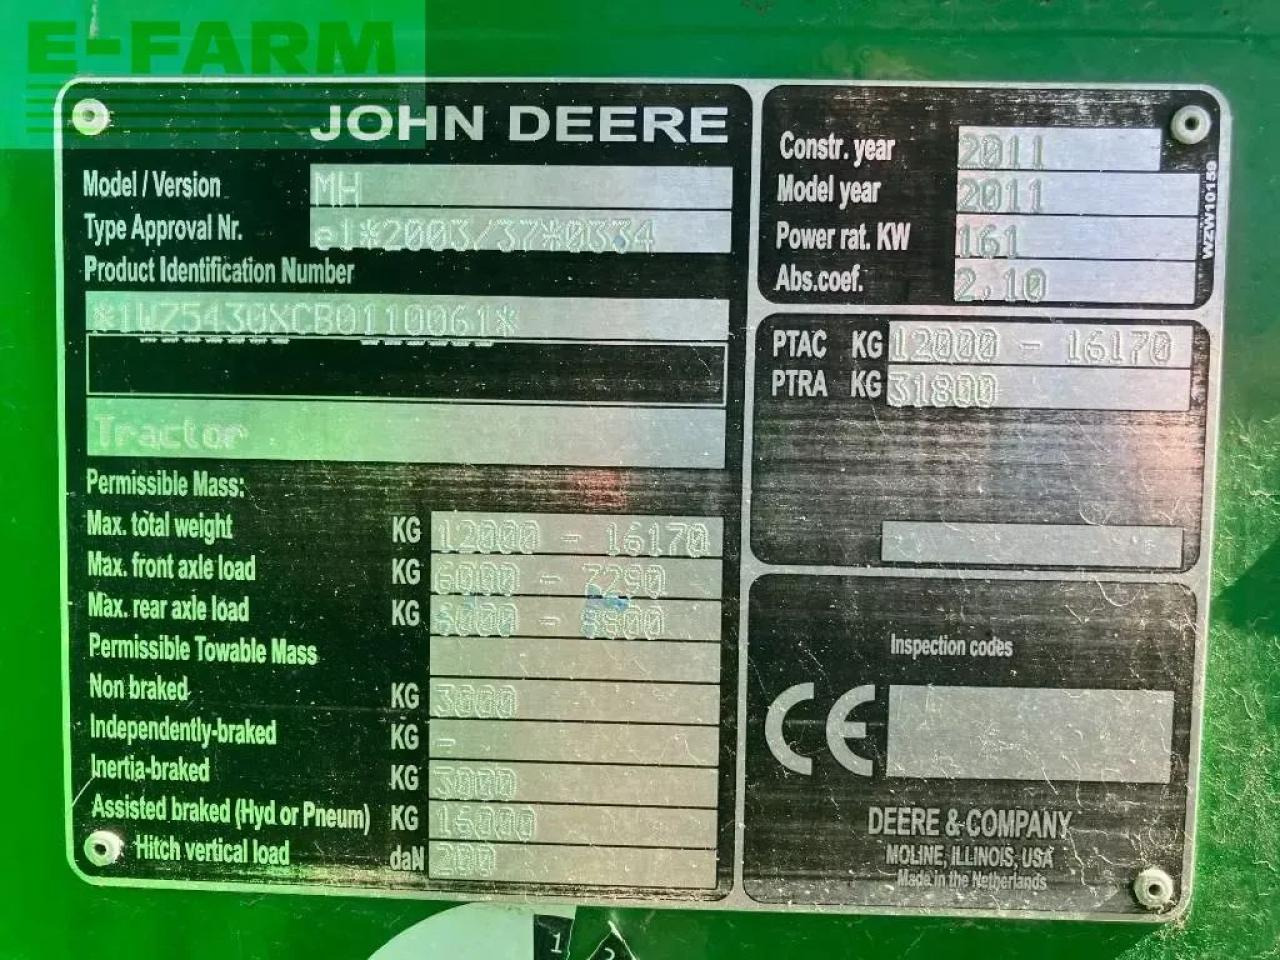 E-FARM
JOHN DEERE
Model / Version MH
Type Approval Nr. e1*2003/37*0334
Product Identification Number
*1WZ5430XCB0110061*
Tractor
Permissible Mass:
Max. total weight KG 12000 - 16170
Max. front axle load KG 6000 - 7290
Max. rear axle load KG
Permissible Towable Mass
Non braked KG 3000
Independently-braked KG -
Inertia-braked KG 3000
Assisted braked (Hyd or Pneum) KG 16000
Hitch vertical load daN 200
Constr. year 2011
Model year 2011
Power rat. KW 161
Abs.coef. 2,10
WZW10159
PTAC KG 12000 - 16170
PTRA KG 31800
Inspection codes
CE
DEERE & COMPANY
MOLINE, ILLINOIS, USA
Made in the Netherlands
1 2